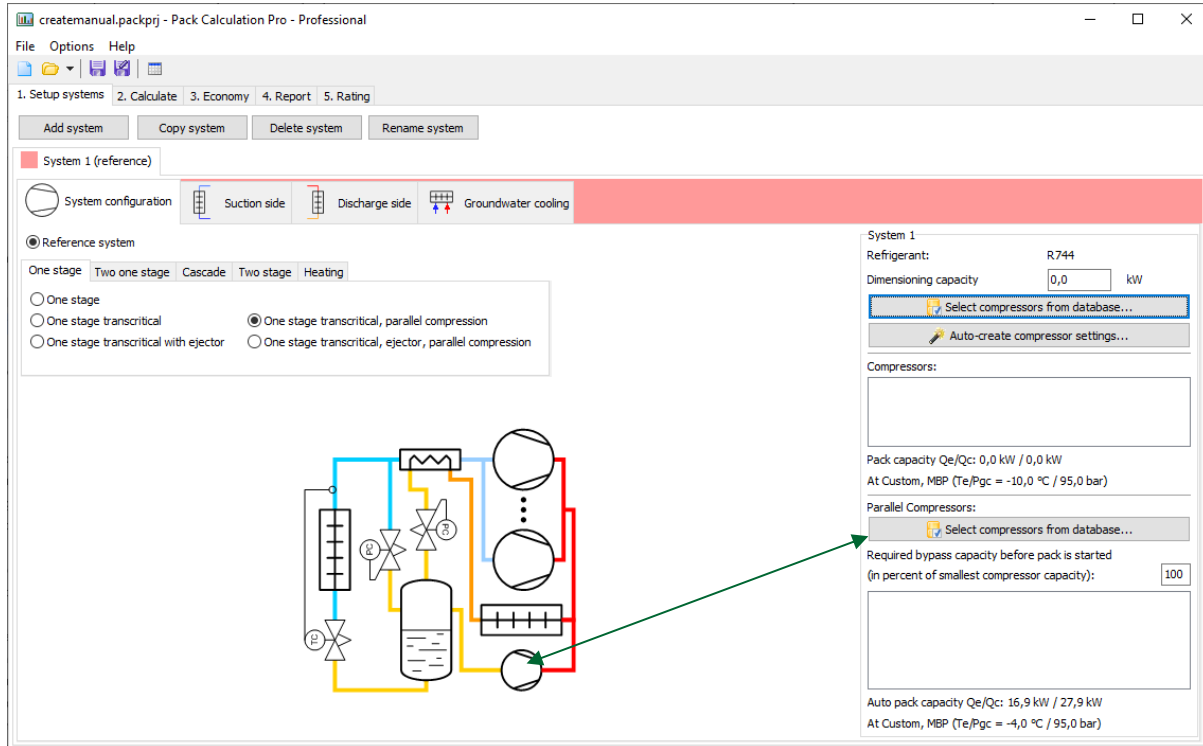 createmanual.packprj - Pack Calculation Pro - Professional
File Options Help
1. Setup systems 2. Calculate 3. Economy 4. Report 5. Rating
Add system Copy system Delete system Rename system
System 1 (reference)
System configuration Suction side Discharge side Groundwater cooling
Reference system
One stage Two one stage Cascade Two stage Heating
One stage
One stage transcritical One stage transcritical, parallel compression
One stage transcritical with ejector One stage transcritical, ejector, parallel compression
PC
PC
TC
System 1
Refrigerant: R744
Dimensioning capacity 0,0 kW
Select compressors from database...
Auto-create compressor settings...
Compressors:
Pack capacity Qe/Qc: 0,0 kW / 0,0 kW
At Custom, MBP (Te/Pgc = -10,0 °C / 95,0 bar)
Parallel Compressors:
Select compressors from database...
Required bypass capacity before pack is started
(in percent of smallest compressor capacity): 100
Auto pack capacity Qe/Qc: 16,9 kW / 27,9 kW
At Custom, MBP (Te/Pgc = -4,0 °C / 95,0 bar)